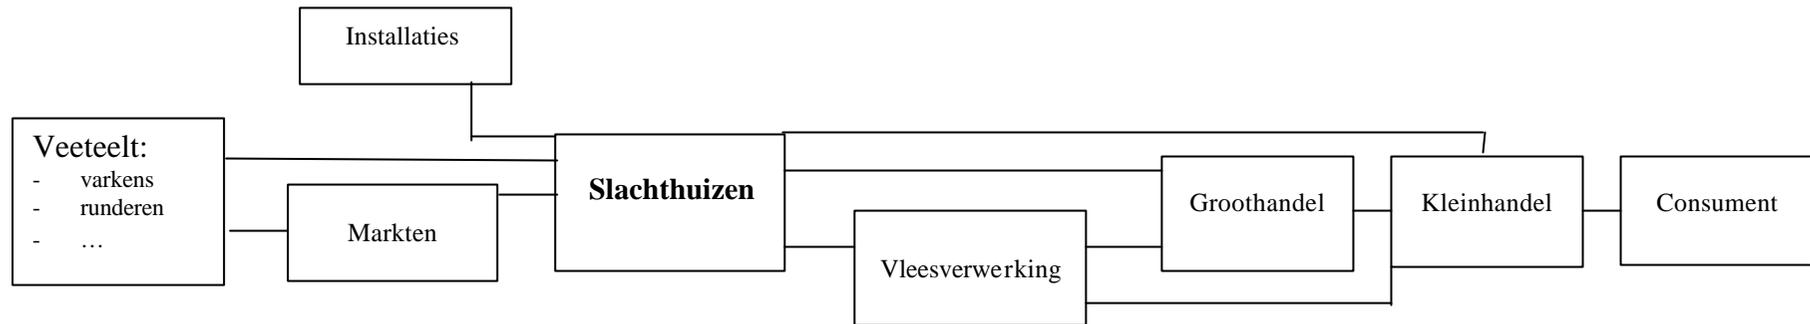 Installaties
Veeteelt:
- varkens
- runderen
- …
Markten
Slachthuizen
Vleesverwerking
Groothandel
Kleinhandel
Consument